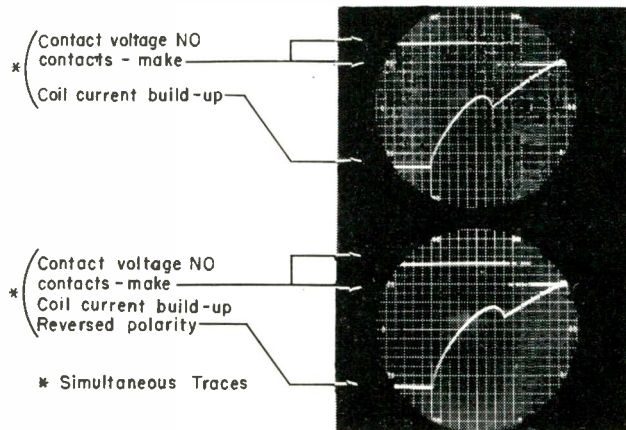 * Contact voltage NO
contacts - make
Coil current build-up
* Contact voltage NO
contacts - make
Coil current build-up
Reversed polarity
* Simultaneous Traces